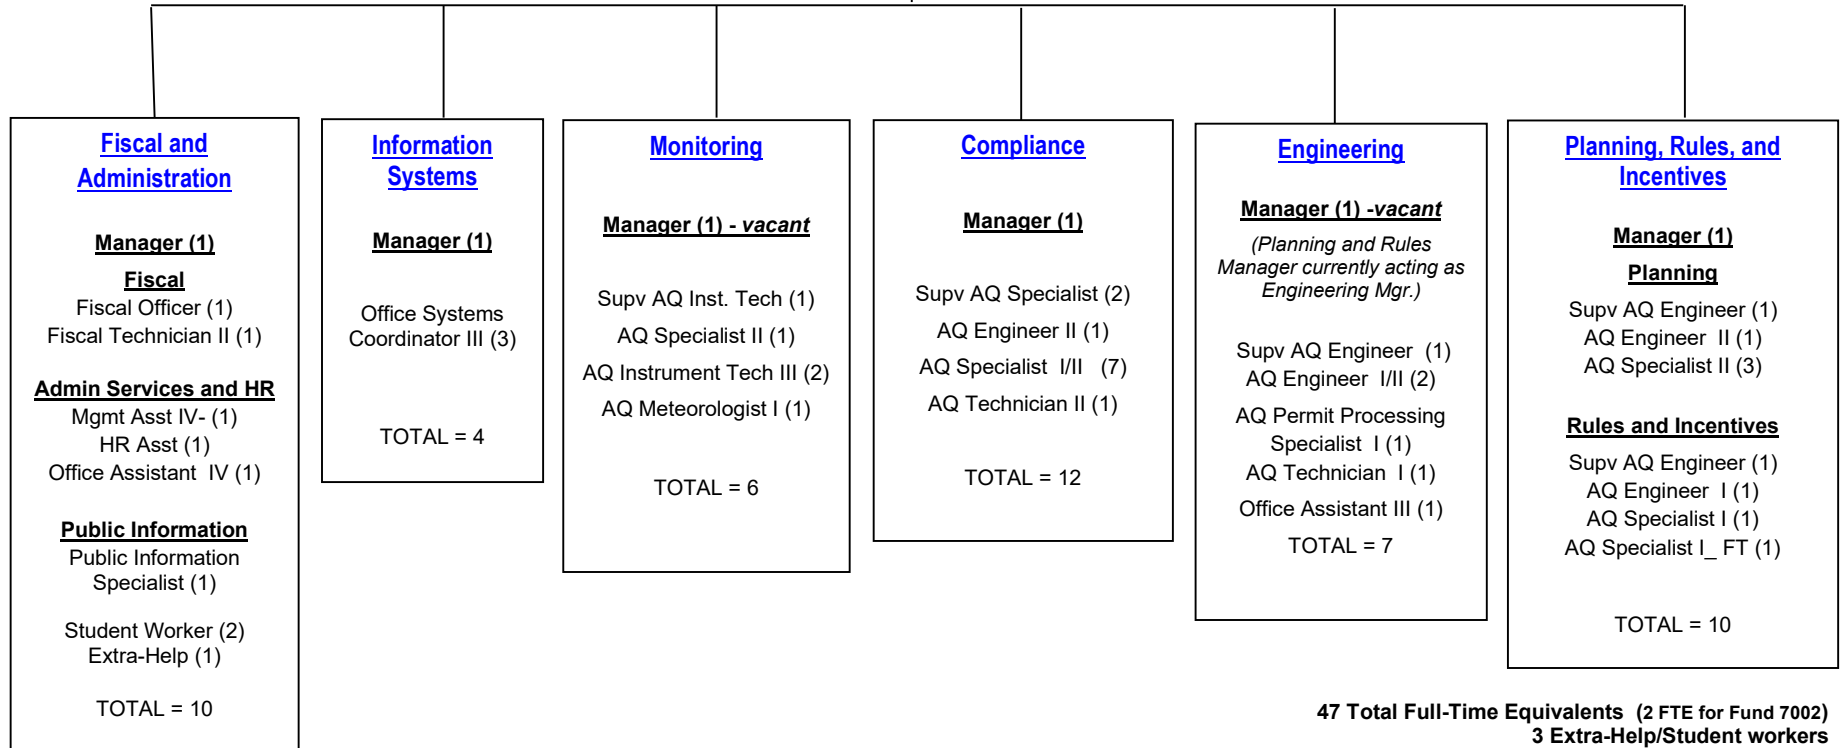 Fiscal and
Administration
Manager (1)
Fiscal
Fiscal Officer (1)
Fiscal Technician II (1)
Admin Services and HR
Mgmt Asst IV- (1)
HR Asst (1)
Office Assistant IV (1)
Public Information
Public Information
Specialist (1)
Student Worker (2)
Extra-Help (1)
TOTAL = 10
Information
Systems
Manager (1)
Office Systems
Coordinator III (3)
TOTAL = 4
Monitoring
Manager (1) - vacant
Supv AQ Inst. Tech (1)
AQ Specialist II (1)
AQ Instrument Tech III (2)
AQ Meteorologist I (1)
TOTAL = 6
Compliance
Manager (1)
Supv AQ Specialist (2)
AQ Engineer II (1)
AQ Specialist I/II (7)
AQ Technician II (1)
TOTAL = 12
Engineering
Manager (1) -vacant
(Planning and Rules
Manager currently acting as
Engineering Mgr.)
Supv AQ Engineer (1)
AQ Engineer I/II (2)
AQ Permit Processing
Specialist I (1)
AQ Technician I (1)
Office Assistant III (1)
TOTAL = 7
Planning, Rules, and
Incentives
Manager (1)
Planning
Supv AQ Engineer (1)
AQ Engineer II (1)
AQ Specialist II (3)
Rules and Incentives
Supv AQ Engineer (1)
AQ Engineer I (1)
AQ Specialist I (1)
AQ Specialist I_ FT (1)
TOTAL = 10
47 Total Full-Time Equivalents (2 FTE for Fund 7002)
3 Extra-Help/Student workers